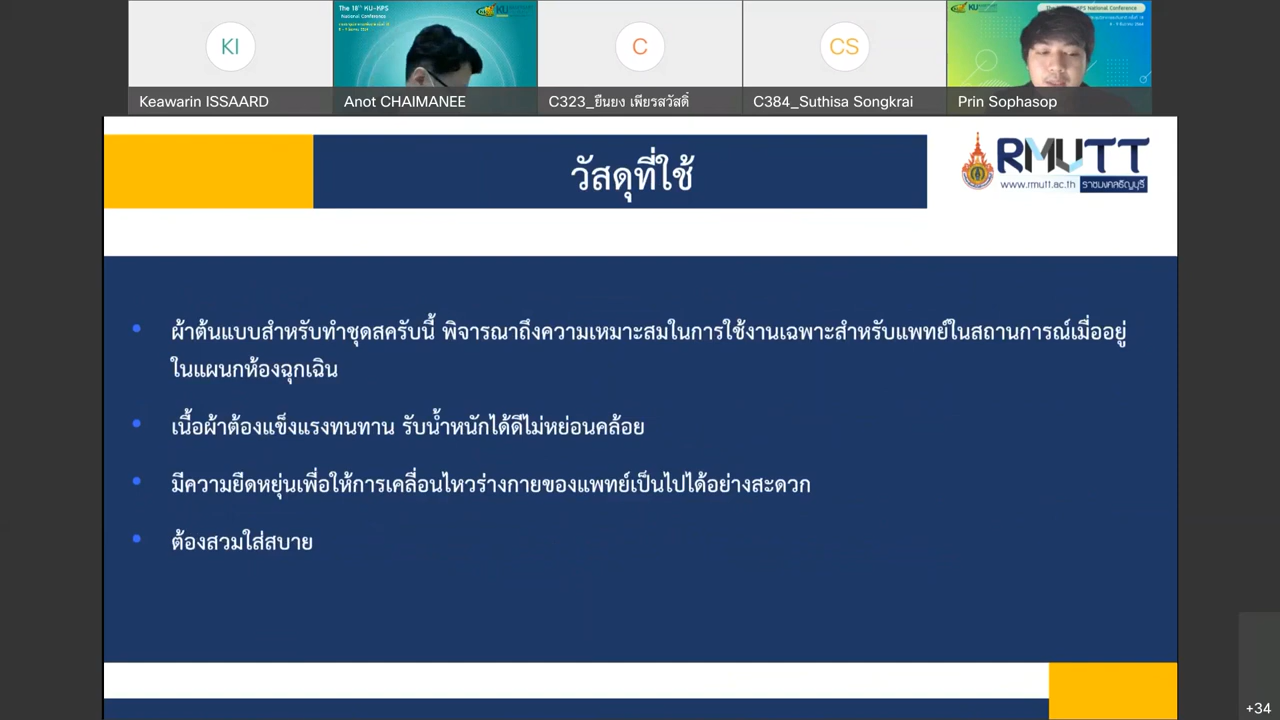 The 18th KU-KPS
National Conference
KI
C
CS
Keawarin ISSAARD
Anot CHAIMANEE
C323_ยืนยง เพียรสวัสดิ์
C384_Suthisa Songkrai
Prin Sophasop
วัสดุที่ใช้
RMUTT
www.rmutt.ac.th ราชมงคลธัญบุรี
• ผ้าต้นแบบสำหรับทำชุดสครับนี้ พิจารณาถึงความเหมาะสมในการใช้งานเฉพาะสำหรับแพทย์ในสถานการณ์เมื่ออยู่
ในแผนกห้องฉุกเฉิน
• เนื้อผ้าต้องแข็งแรงทนทาน รับน้ำหนักได้ดีไม่หย่อนคล้อย
• มีความยืดหยุ่นเพื่อให้การเคลื่อนไหวร่างกายของแพทย์เป็นไปได้อย่างสะดวก
• ต้องสวมใส่สบาย
+34